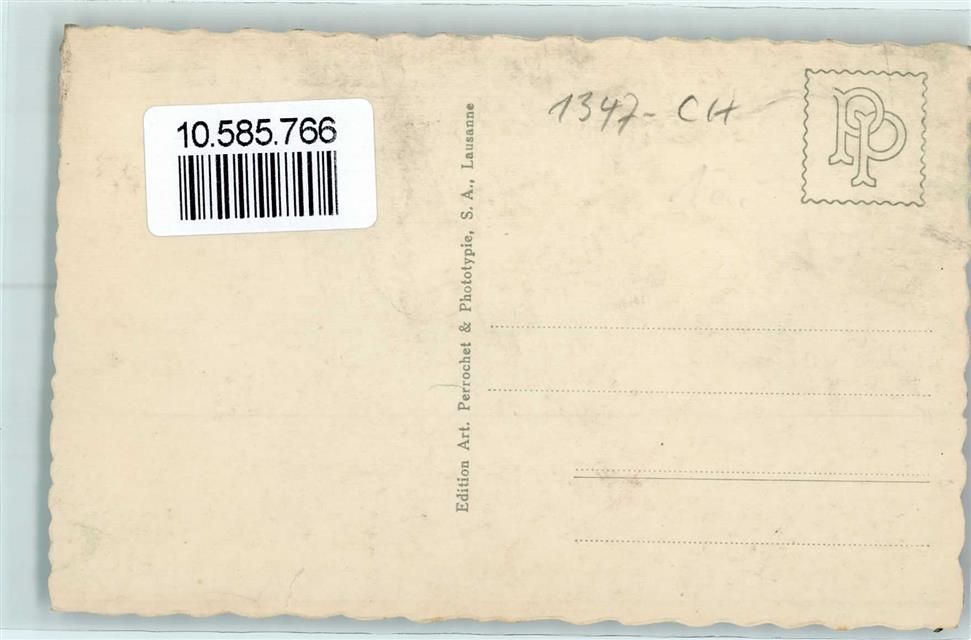 10.585.766
Edition Art. Perrochet & Phototypie, S. A., Lausanne
1347- CH
PP